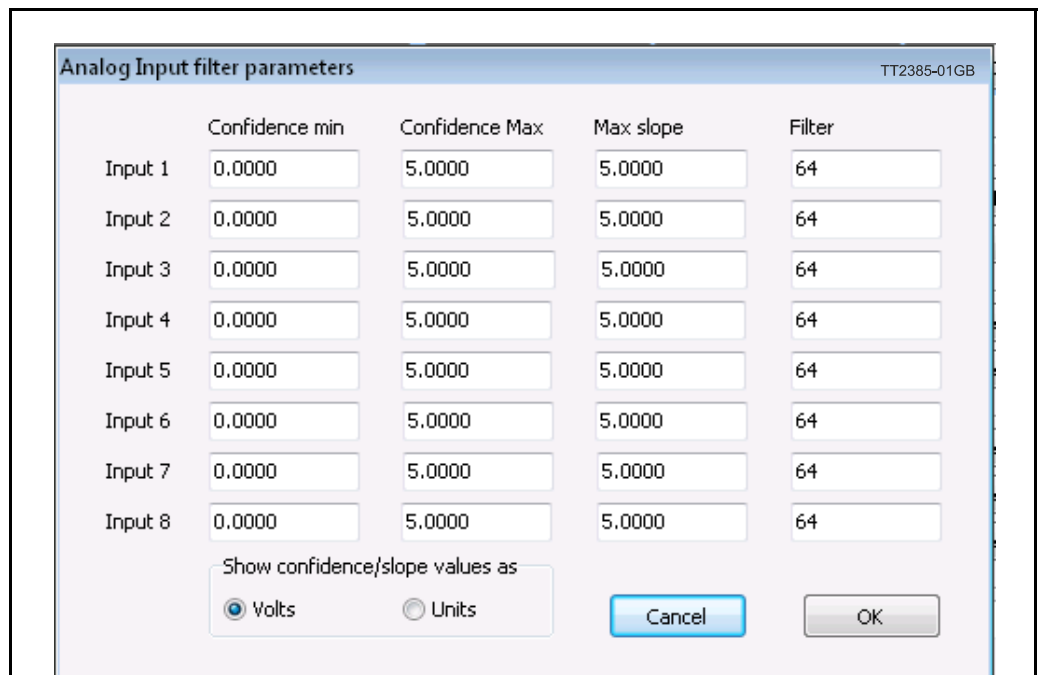 Analog Input filter parameters TT2385-01GB
Confidence min Confidence Max Max slope Filter
Input 1 0.0000 5.0000 5.0000 64
Input 2 0.0000 5.0000 5.0000 64
Input 3 0.0000 5.0000 5.0000 64
Input 4 0.0000 5.0000 5.0000 64
Input 5 0.0000 5.0000 5.0000 64
Input 6 0.0000 5.0000 5.0000 64
Input 7 0.0000 5.0000 5.0000 64
Input 8 0.0000 5.0000 5.0000 64
Show confidence/slope values as
Volts Units Cancel OK